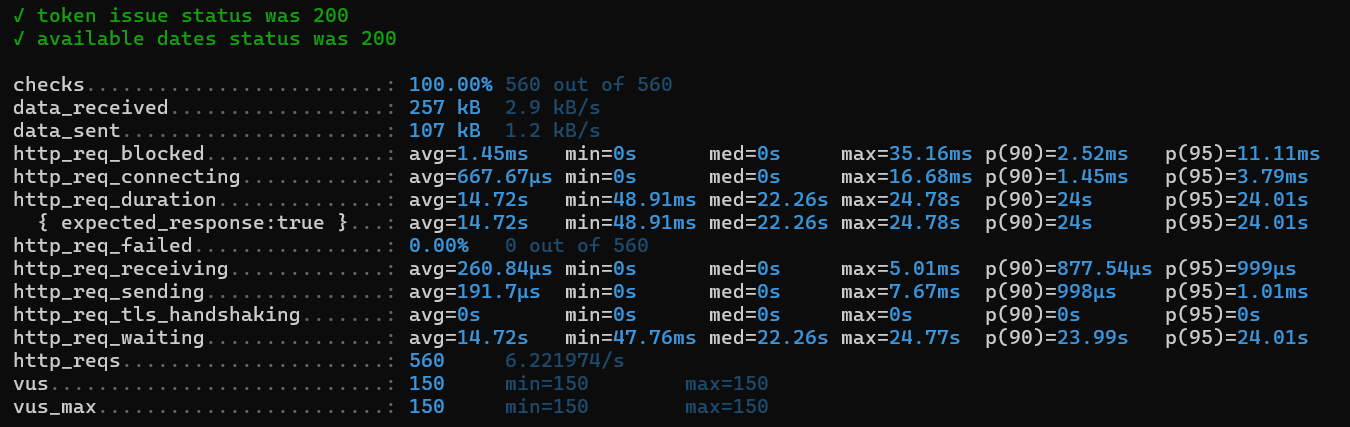 ✓ token issue status was 200
✓ available dates status was 200
checks.........................: 100.00% 560 out of 560
data_received..................: 257 kB  2.9 kB/s
data_sent......................: 107 kB  1.2 kB/s
http_req_blocked...............: avg=1.45ms   min=0s      med=0s     max=35.16ms p(90)=2.52ms   p(95)=11.11ms
http_req_connecting............: avg=667.67µs min=0s      med=0s     max=16.68ms p(90)=1.45ms   p(95)=3.79ms
http_req_duration..............: avg=14.72s   min=48.91ms med=22.26s max=24.78s  p(90)=24s      p(95)=24.01s
  { expected_response:true }...: avg=14.72s   min=48.91ms med=22.26s max=24.78s  p(90)=24s      p(95)=24.01s
http_req_failed................: 0.00%   0 out of 560
http_req_receiving.............: avg=260.84µs min=0s      med=0s     max=5.01ms  p(90)=877.54µs p(95)=999µs
http_req_sending...............: avg=191.7µs  min=0s      med=0s     max=7.67ms  p(90)=998µs    p(95)=1.01ms
http_req_tls_handshaking.......: avg=0s       min=0s      med=0s     max=0s      p(90)=0s       p(95)=0s
http_req_waiting...............: avg=14.72s   min=47.76ms med=22.26s max=24.77s  p(90)=23.99s   p(95)=24.01s
http_reqs......................: 560     6.221974/s
vus............................: 150     min=150        max=150
vus_max........................: 150     min=150        max=150